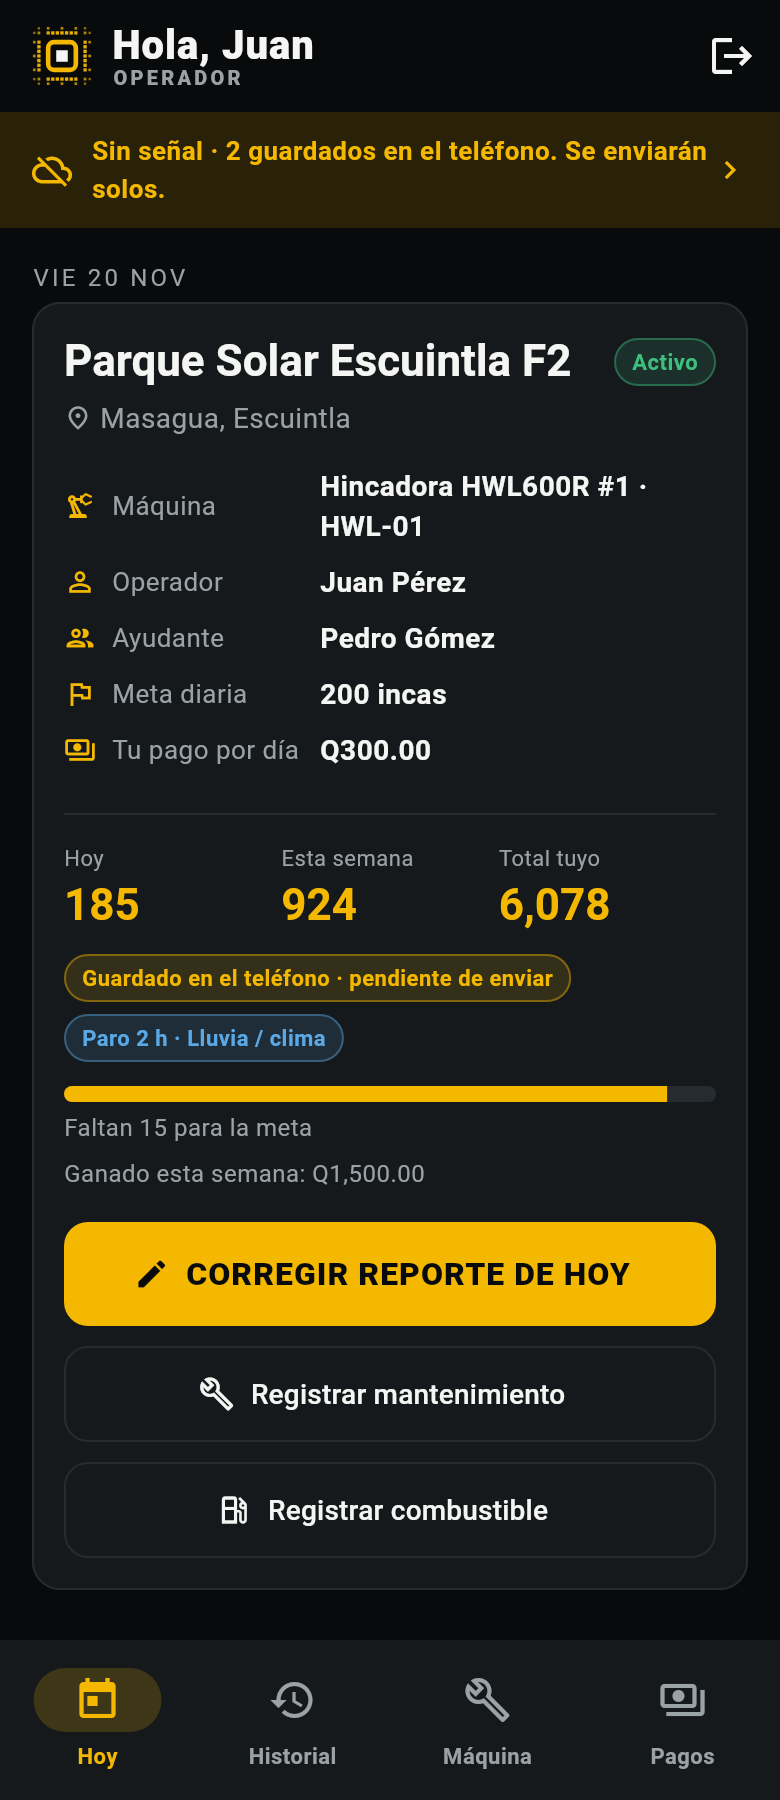 Hola, Juan
OPERADOR
Sin señal · 2 guardados en el teléfono. Se enviarán
solos.
VIE 20 NOV
Parque Solar Escuintla F2
Activo
Masagua, Escuintla
Máquina
Hincadora HWL600R #1 ·
HWL-01
Operador
Juan Pérez
Ayudante
Pedro Gómez
Meta diaria
200 incas
Tu pago por día
Q300.00
Hoy
Esta semana
Total tuyo
185
924
6,078
Guardado en el teléfono · pendiente de enviar
Paro 2 h · Lluvia / clima
Faltan 15 para la meta
Ganado esta semana: Q1,500.00
CORREGIR REPORTE DE HOY
Registrar mantenimiento
Registrar combustible
Hoy
Historial
Máquina
Pagos